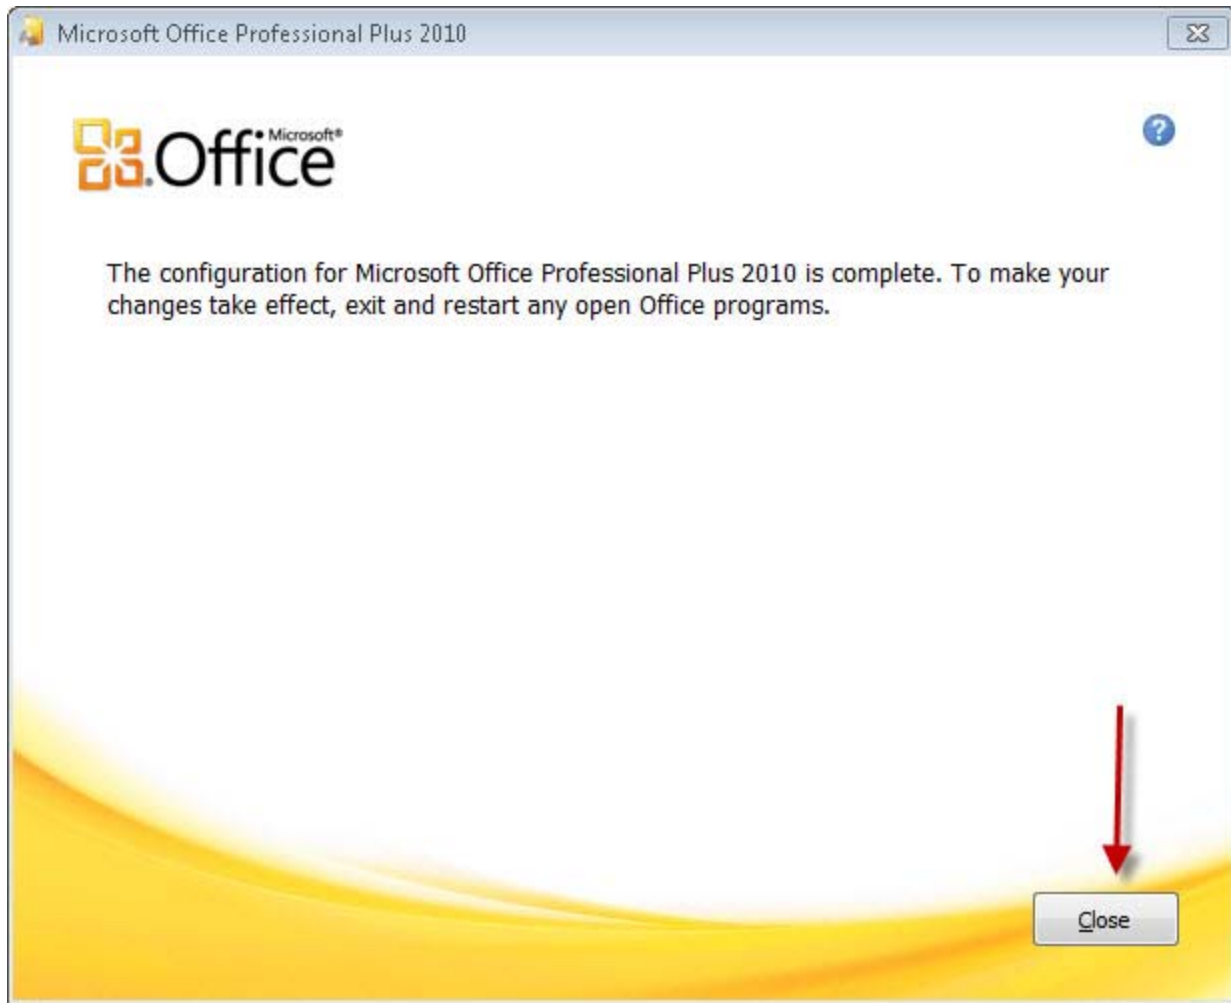 Microsoft Office Professional Plus 2010
Microsoft®
Office
The configuration for Microsoft Office Professional Plus 2010 is complete. To make your
changes take effect, exit and restart any open Office programs.
Close